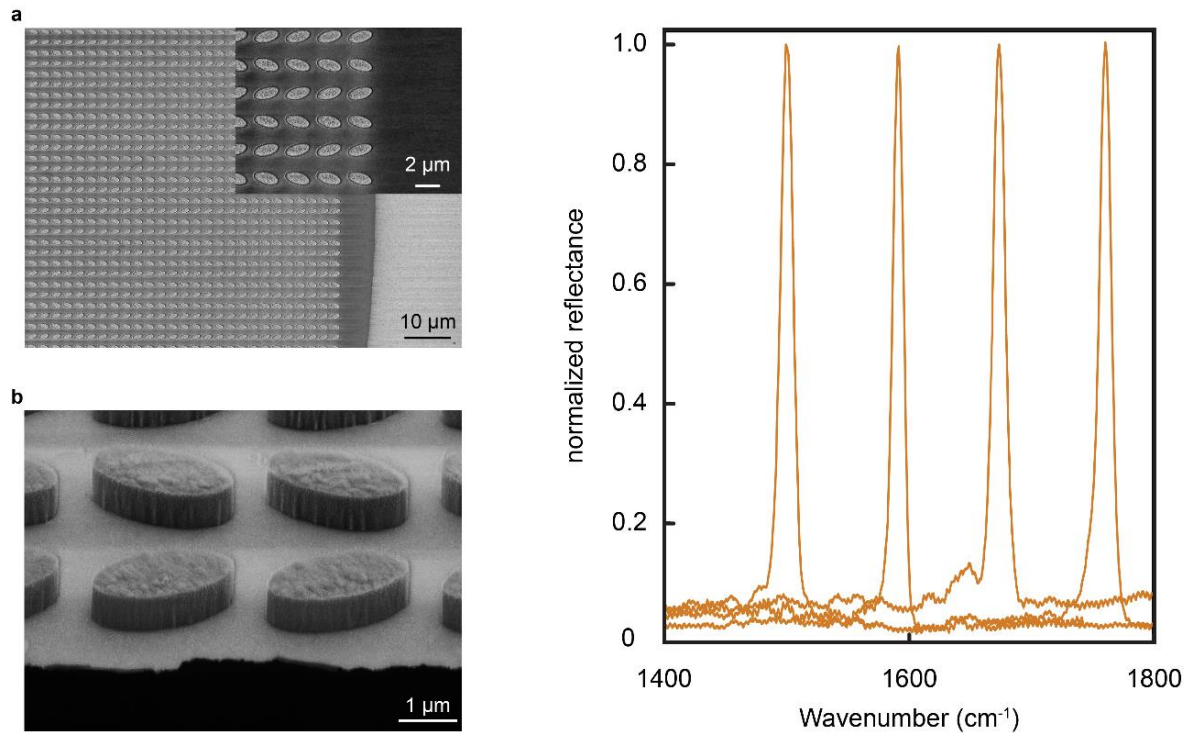 a
2 μm
10 μm
b
1 μm
normalized reflectance
1.0
0.8
0.6
0.4
0.2
0
1400
1600
1800
Wavenumber (cm⁻¹)